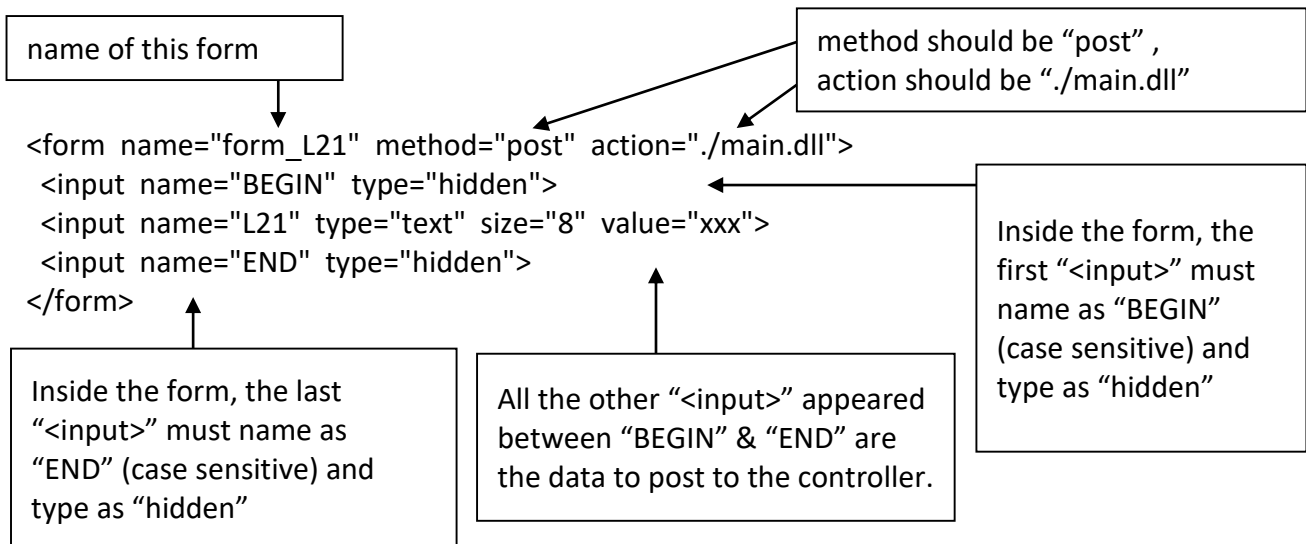 name of this form
method should be “post” ,
action should be “./main.dll”
<form name="form_L21" method="post" action="./main.dll">
<input name="BEGIN" type="hidden">
<input name="L21" type="text" size="8" value="xxx">
<input name="END" type="hidden">
</form>
Inside the form, the
first “<input>” must
name as “BEGIN”
(case sensitive) and
type as “hidden”
Inside the form, the last
“<input>” must name as
“END” (case sensitive) and
type as “hidden”
All the other “<input>” appeared
between “BEGIN” & “END” are
the data to post to the controller.